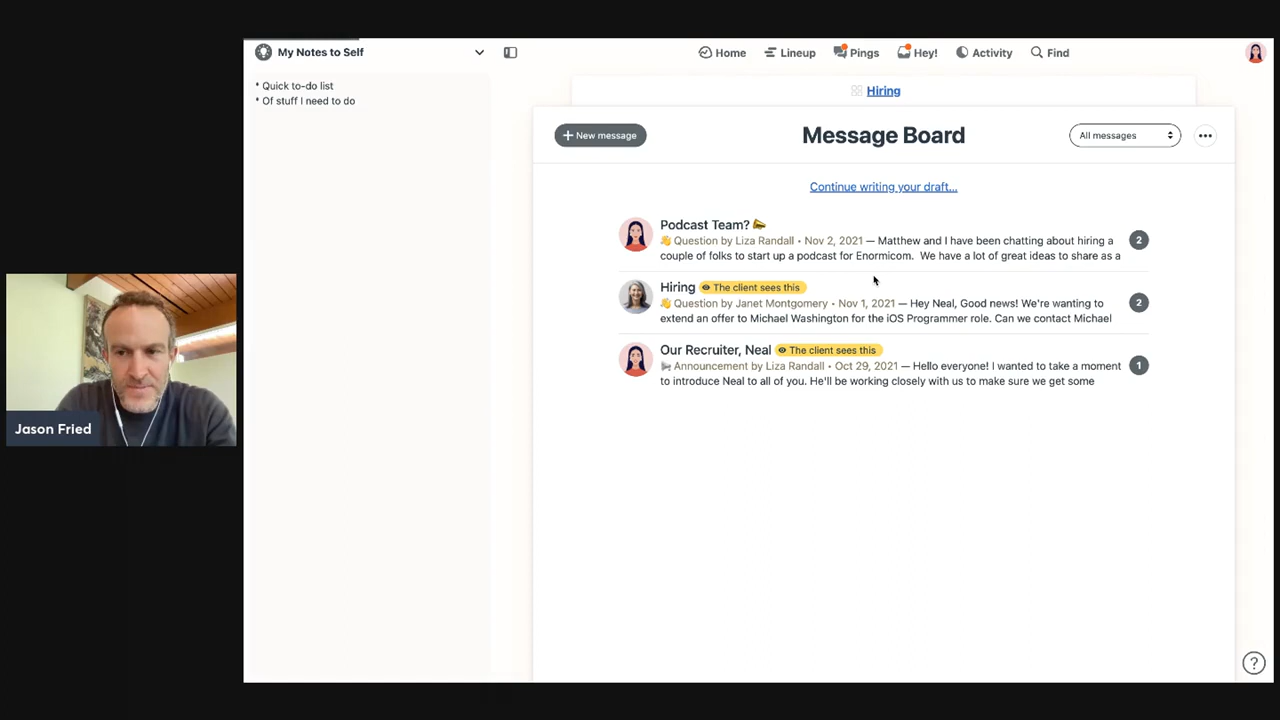 My Notes to Self
Home Lineup Pings Hey! Activity Find
* Quick to-do list
* Of stuff I need to do
Hiring
+ New message
Message Board
All messages
Continue writing your draft...
Podcast Team?
Question by Liza Randall • Nov 2, 2021 — Matthew and I have been chatting about hiring a
couple of folks to start up a podcast for Enormicom. We have a lot of great ideas to share as a
2
Hiring The client sees this
Question by Janet Montgomery • Nov 1, 2021 — Hey Neal, Good news! We're wanting to
extend an offer to Michael Washington for the iOS Programmer role. Can we contact Michael
2
Our Recruiter, Neal The client sees this
Announcement by Liza Randall • Oct 29, 2021 — Hello everyone! I wanted to take a moment
to introduce Neal to all of you. He'll be working closely with us to make sure we get some
1
Jason Fried
?